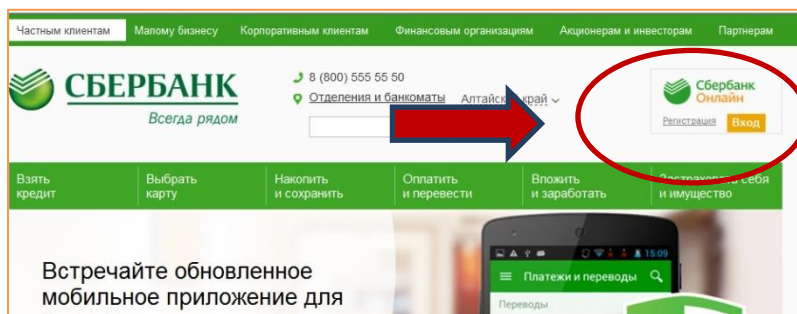 Частным клиентам Малому бизнесу Корпоративным клиентам Финансовым организациям Акционерам и инвесторам Партнерам
СБЕРБАНК
Всегда рядом
8 (800) 555 55 50
Отделения и банкоматы Алтайский край
Сбербанк
Онлайн
Регистрация Вход
Взять кредит
Выбрать карту
Накопить и сохранить
Оплатить и перевести
Вложить и заработать
Застраховать себя и имущество
Встречайте обновленное
мобильное приложение для
15:09
Платежи и переводы
Переводы